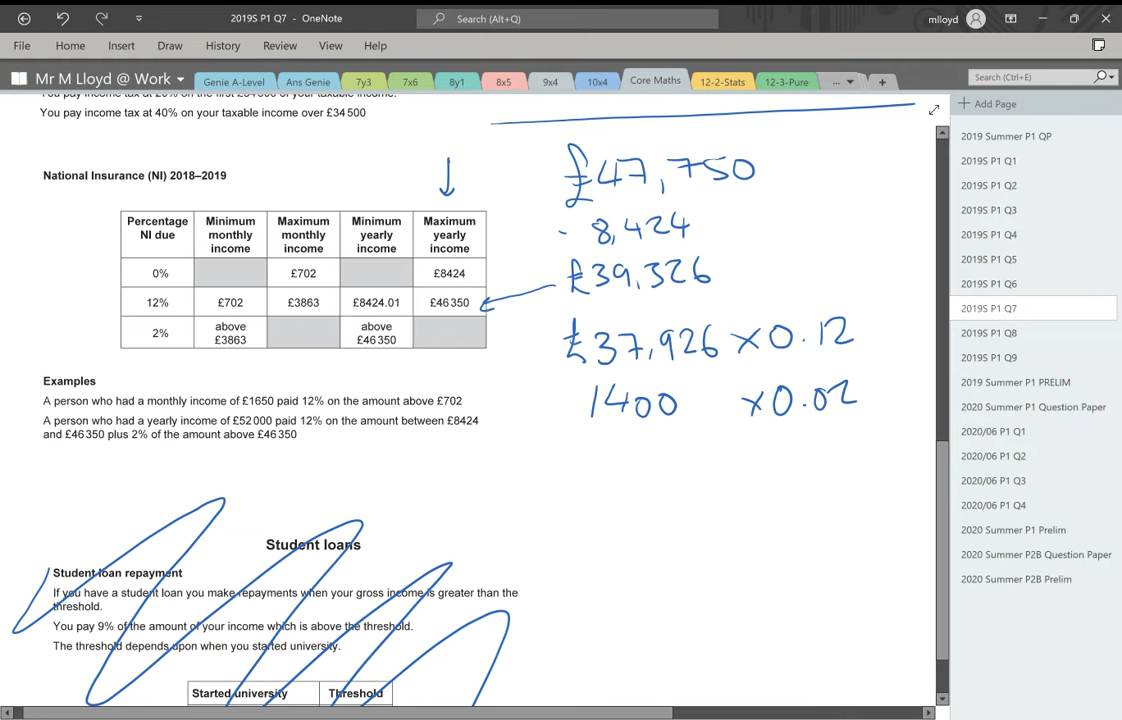 2019S P1 Q7 - OneNote
Search (Alt+Q)
mlloyd
File Home Insert Draw History Review View Help
Mr M Lloyd @ Work
Genie A-Level Ans Genie 7y3 7x6 8y1 8x5 9x4 10x4 Core Maths 12-2-Stats 12-3-Pure ... +
Search (Ctrl+E)
You pay income tax at 40% on your taxable income over £34 500
National Insurance (NI) 2018–2019
Percentage NI due
Minimum monthly income
Maximum monthly income
Minimum yearly income
Maximum yearly income
0% £702 £8424
12% £702 £3863 £8424.01 £46 350
2% above £3863 above £46 350
Examples
A person who had a monthly income of £1650 paid 12% on the amount above £702
A person who had a yearly income of £52 000 paid 12% on the amount between £8424
and £46 350 plus 2% of the amount above £46 350
Student loans
Student loan repayment
If you have a student loan you make repayments when your gross income is greater than the
threshold.
You pay 9% of the amount of your income which is above the threshold.
The threshold depends upon when you started university.
Started university Threshold
£47,750
- 8,424
£39,326
£37,926 × 0.12
1400 × 0.02
Add Page
2019 Summer P1 QP
2019S P1 Q1
2019S P1 Q2
2019S P1 Q3
2019S P1 Q4
2019S P1 Q5
2019S P1 Q6
2019S P1 Q7
2019S P1 Q8
2019S P1 Q9
2019 Summer P1 PRELIM
2020 Summer P1 Question Paper
2020/06 P1 Q1
2020/06 P1 Q2
2020/06 P1 Q3
2020/06 P1 Q4
2020 Summer P1 Prelim
2020 Summer P2B Question Paper
2020 Summer P2B Prelim